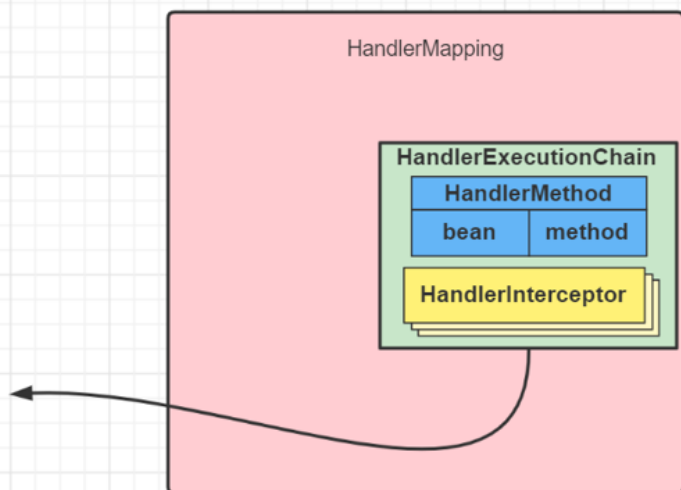 HandlerMapping
HandlerExecutionChain
HandlerMethod
bean method
HandlerInterceptor